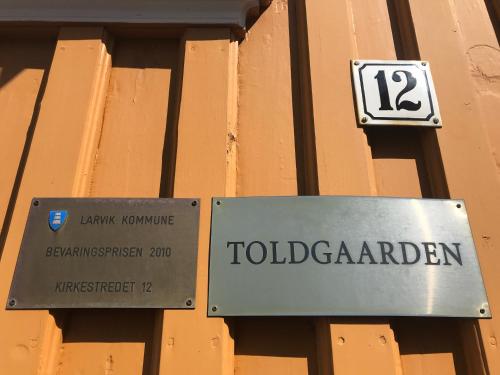 12
LARVIK KOMMUNE
BEVARINGSPRISEN 2010
KIRKESTREDET 12
TOLDGAARDEN